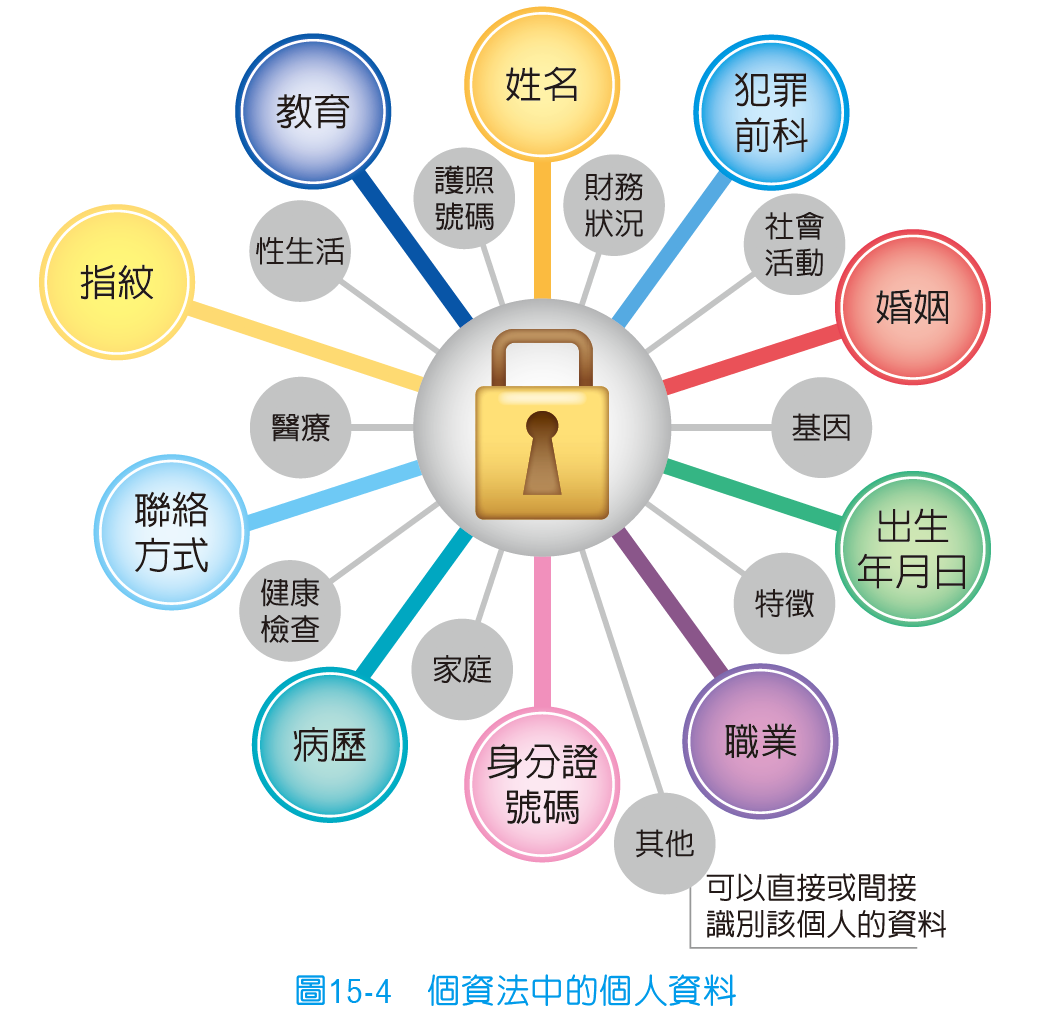 教育
姓名
犯罪
前科
護照
號碼
財務
狀況
性生活
社會
活動
指紋
婚姻
醫療
基因
聯絡
方式
出生
年月日
健康
檢查
特徵
家庭
病歷
身分證
號碼
職業
其他
可以直接或間接
識別該個人的資料
圖15-4 個資法中的個人資料